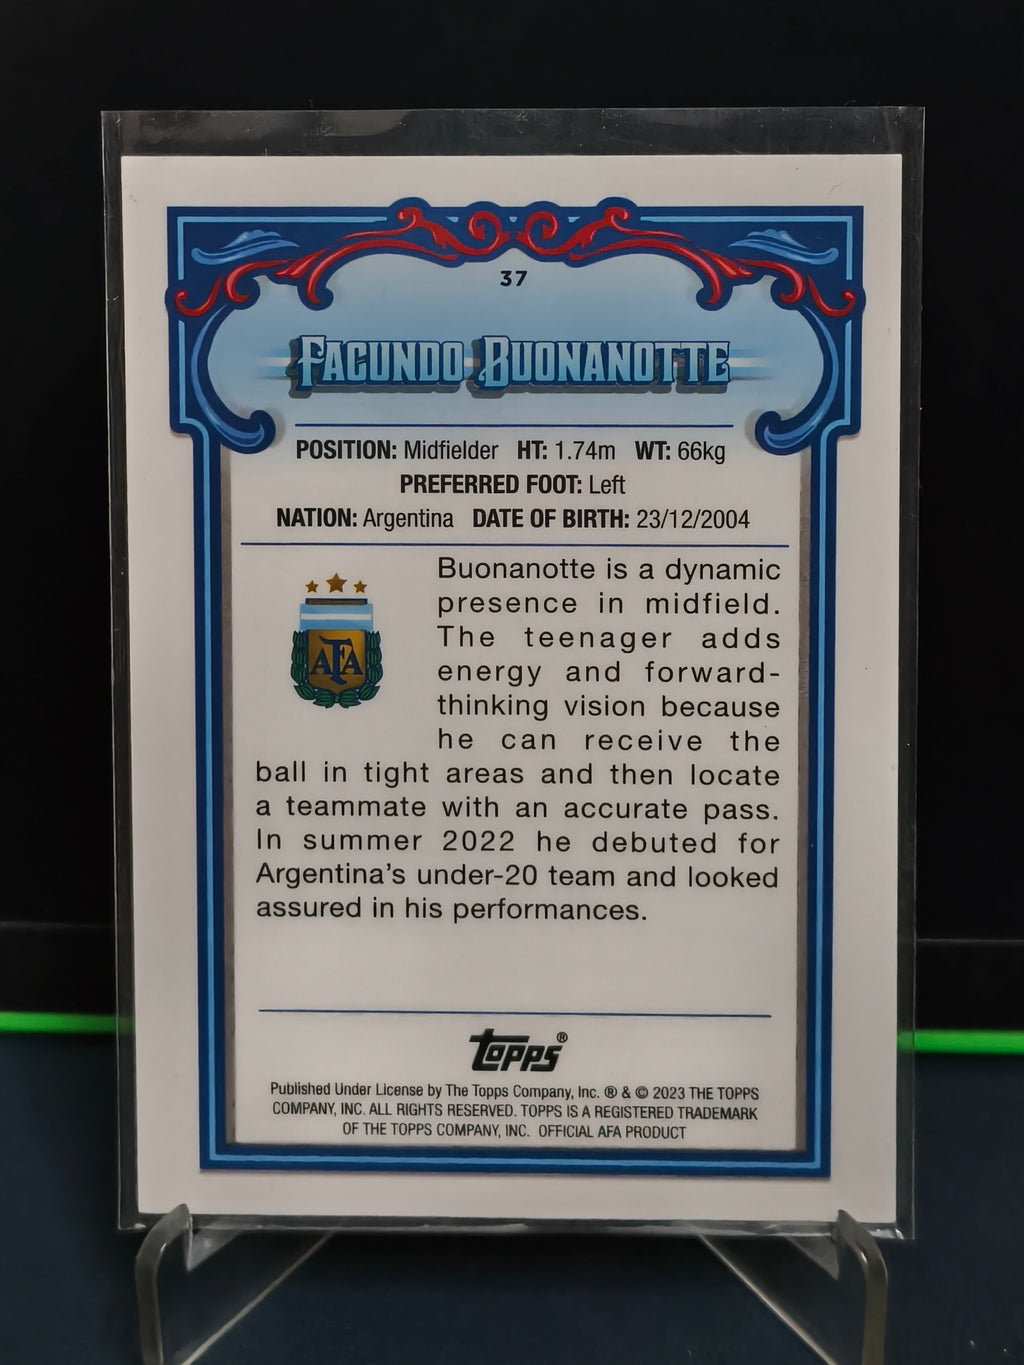 37
FACUNDO BUONANOTTE
POSITION: Midfielder HT: 1.74m WT: 66kg
PREFERRED FOOT: Left
NATION: Argentina DATE OF BIRTH: 23/12/2004
AFA
Buonanotte is a dynamic
presence in midfield.
The teenager adds
energy and forward-
thinking vision because
he can receive the
ball in tight areas and then locate
a teammate with an accurate pass.
In summer 2022 he debuted for
Argentina's under-20 team and looked
assured in his performances.
topps®
Published Under License by The Topps Company, Inc. ® & © 2023 THE TOPPS
COMPANY, INC. ALL RIGHTS RESERVED. TOPPS IS A REGISTERED TRADEMARK
OF THE TOPPS COMPANY, INC. OFFICIAL AFA PRODUCT